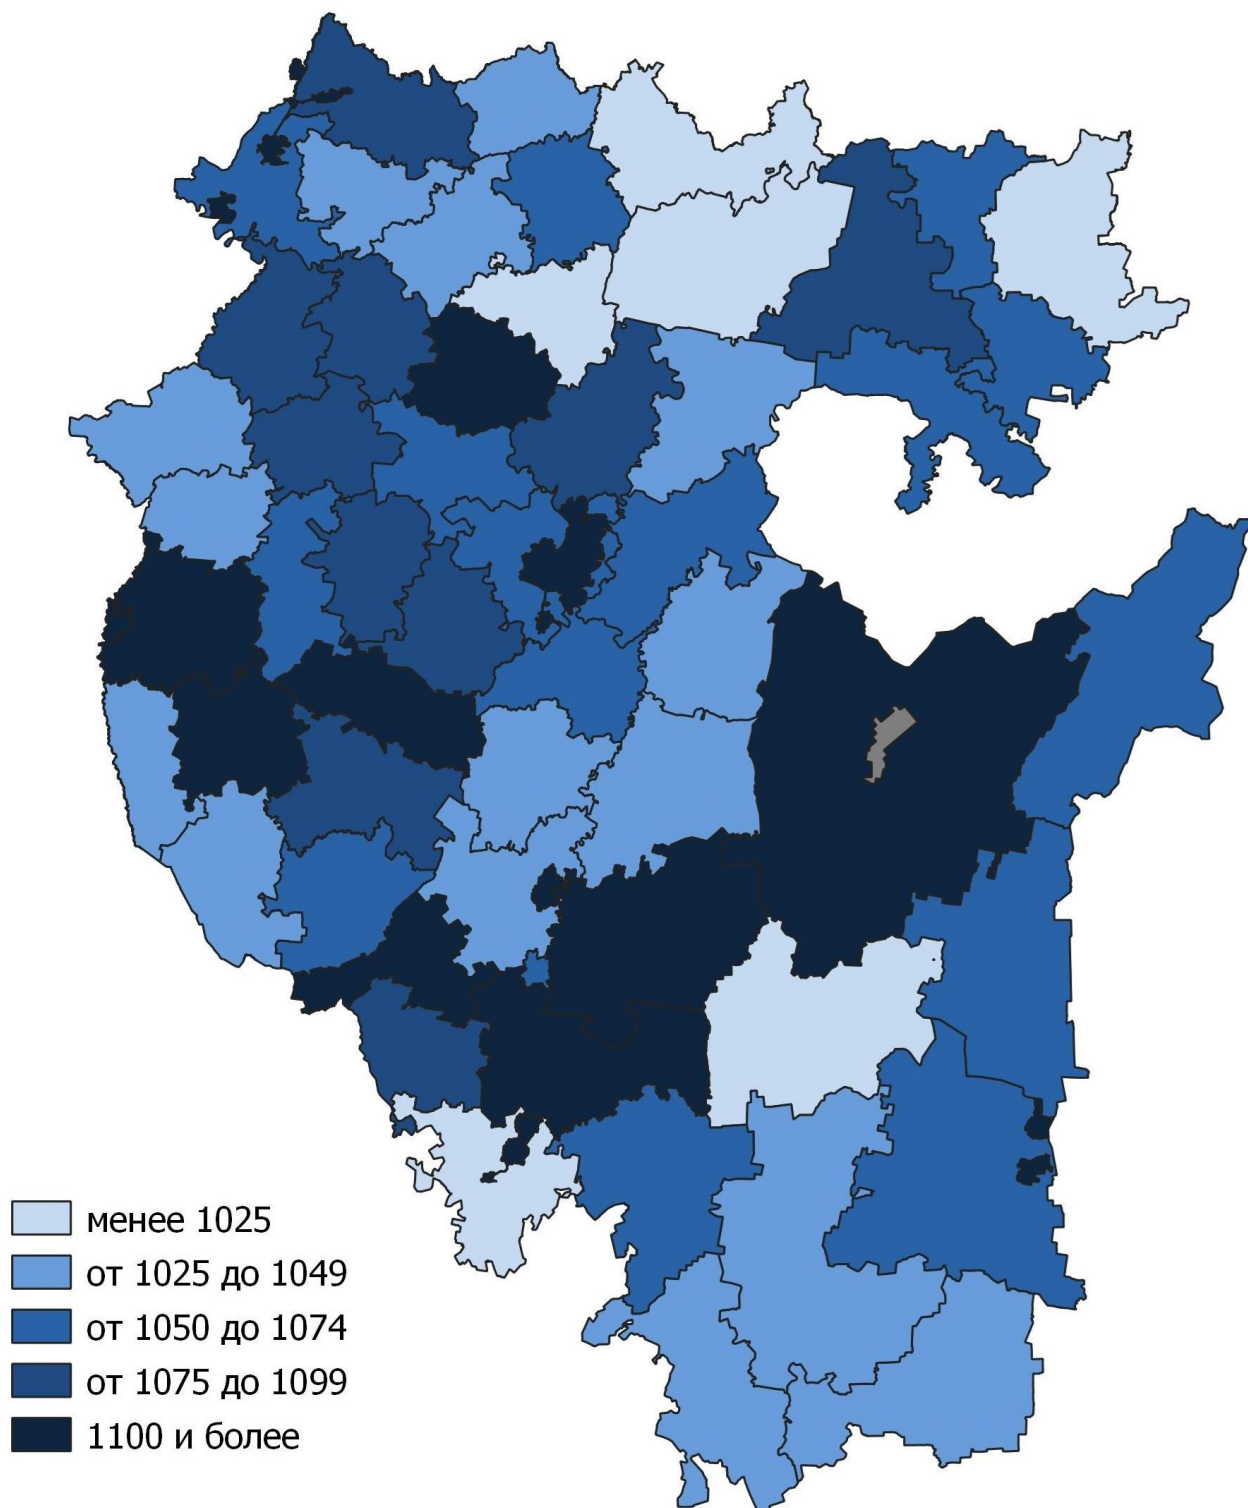 менее 1025
от 1025 до 1049
от 1050 до 1074
от 1075 до 1099
1100 и более